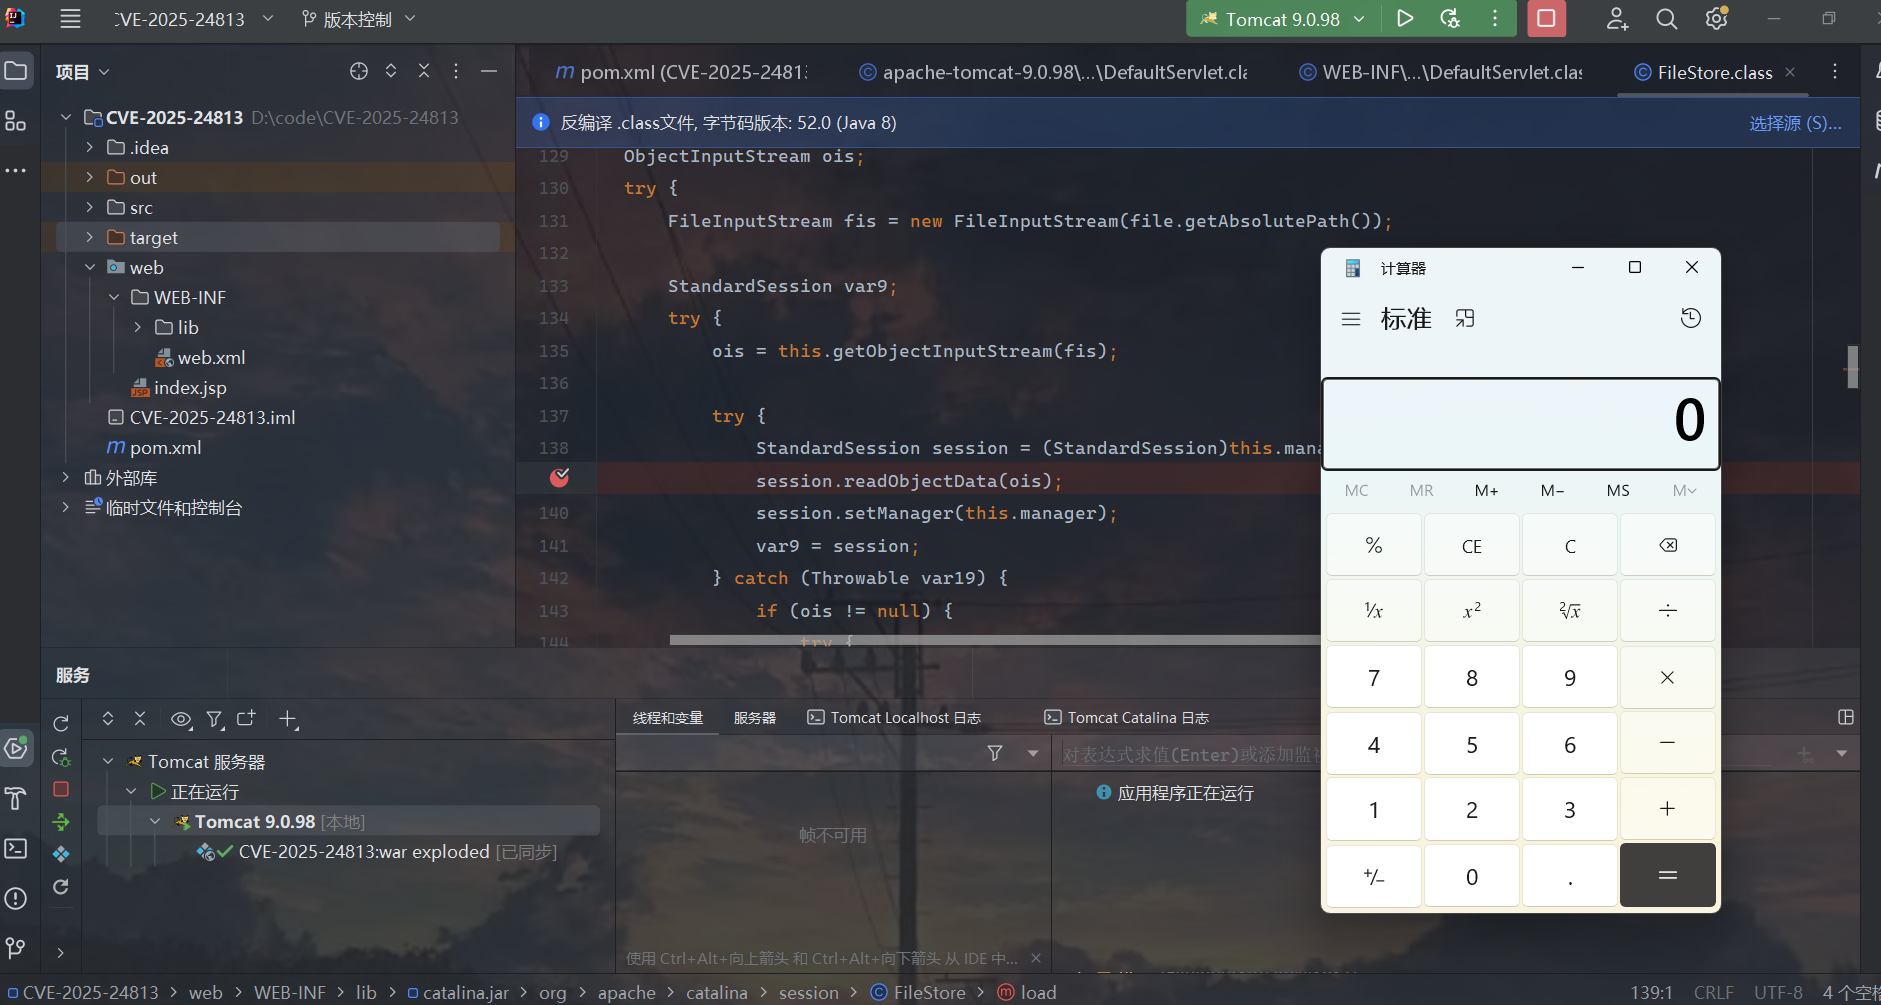 CVE-2025-24813
版本控制
Tomcat 9.0.98
项目
pom.xml (CVE-2025-24813
apache-tomcat-9.0.98\...\DefaultServlet.cla
WEB-INF\...\DefaultServlet.clas
FileStore.class
CVE-2025-24813 D:\code\CVE-2025-24813
.idea
out
src
target
web
WEB-INF
lib
web.xml
index.jsp
CVE-2025-24813.iml
pom.xml
外部库
临时文件和控制台
反编译 .class文件, 字节码版本: 52.0 (Java 8)
选择源 (S)...
129 ObjectInputStream ois;
130 try {
131 FileInputStream fis = new FileInputStream(file.getAbsolutePath());
132
133 StandardSession var9;
134 try {
135 ois = this.getObjectInputStream(fis);
136
137 try {
138 StandardSession session = (StandardSession)this.mana
session.readObjectData(ois);
140 session.setManager(this.manager);
141 var9 = session;
142 } catch (Throwable var19) {
143 if (ois != null) {
144 try {
计算器
标准
0
MC MR M+ M− MS M
% CE C
¹⁄x x² ²√x ÷
7 8 9 ×
4 5 6 −
1 2 3 +
+/− 0 . =
服务
Tomcat 服务器
正在运行
Tomcat 9.0.98 [本地]
CVE-2025-24813:war exploded [已同步]
线程和变量
服务器
Tomcat Localhost 日志
Tomcat Catalina 日志
对表达式求值(Enter)或添加监
应用程序正在运行
帧不可用
使用 Ctrl+Alt+向上箭头 和 Ctrl+Alt+向下箭头 从 IDE 中...
CVE-2025-24813 > web > WEB-INF > lib > catalina.jar > org > apache > catalina > session > FileStore > load
139:1 CRLF UTF-8 4 个空格